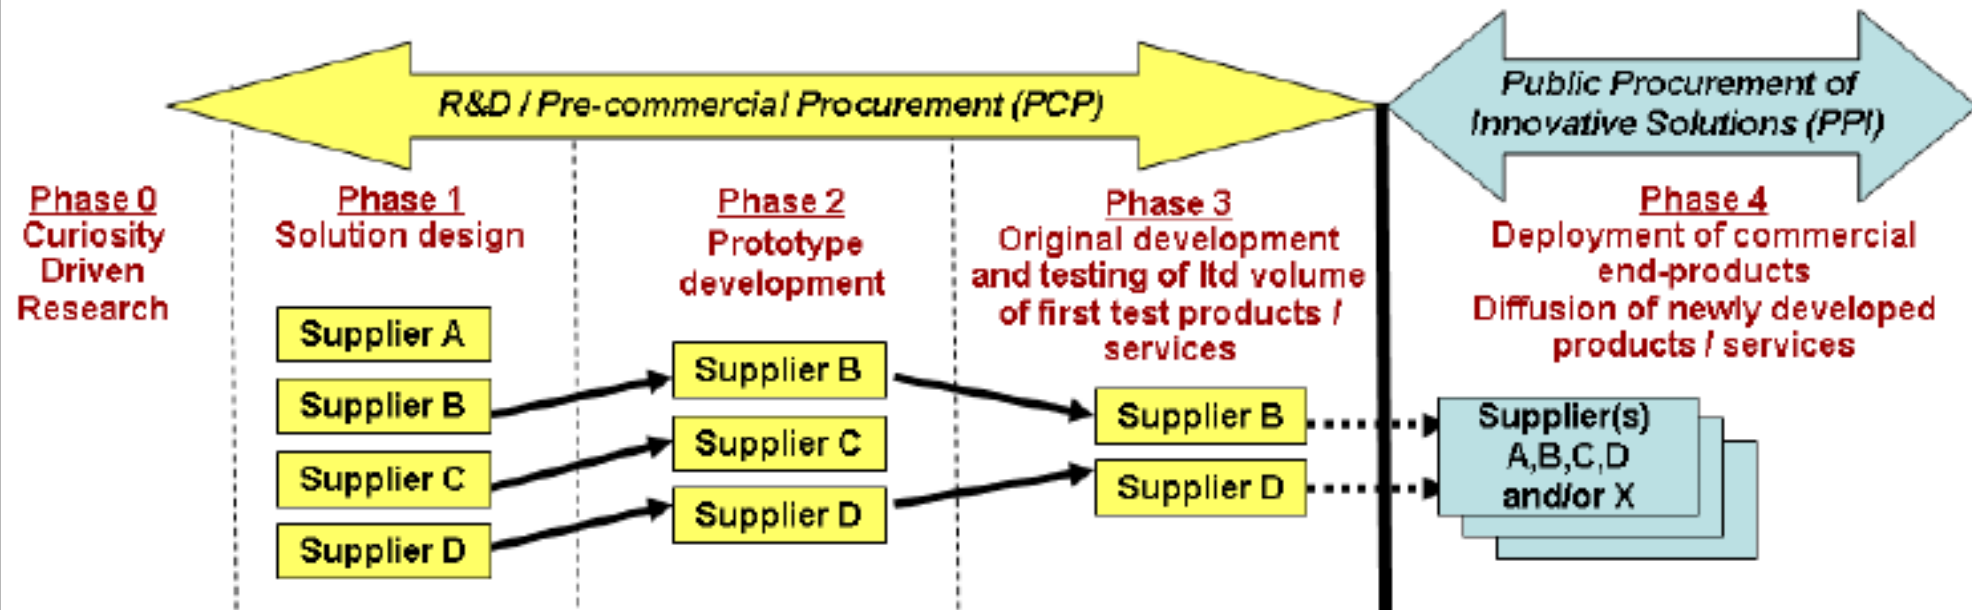 R&D / Pre-commercial Procurement (PCP)
Public Procurement of
Innovative Solutions (PPI)
Phase 0
Curiosity
Driven
Research
Phase 1
Solution design
Supplier A
Supplier B
Supplier C
Supplier D
Phase 2
Prototype
development
Supplier B
Supplier C
Supplier D
Phase 3
Original development
and testing of ltd volume
of first test products /
services
Supplier B
Supplier D
Phase 4
Deployment of commercial
end-products
Diffusion of newly developed
products / services
Supplier(s)
A,B,C,D
and/or X